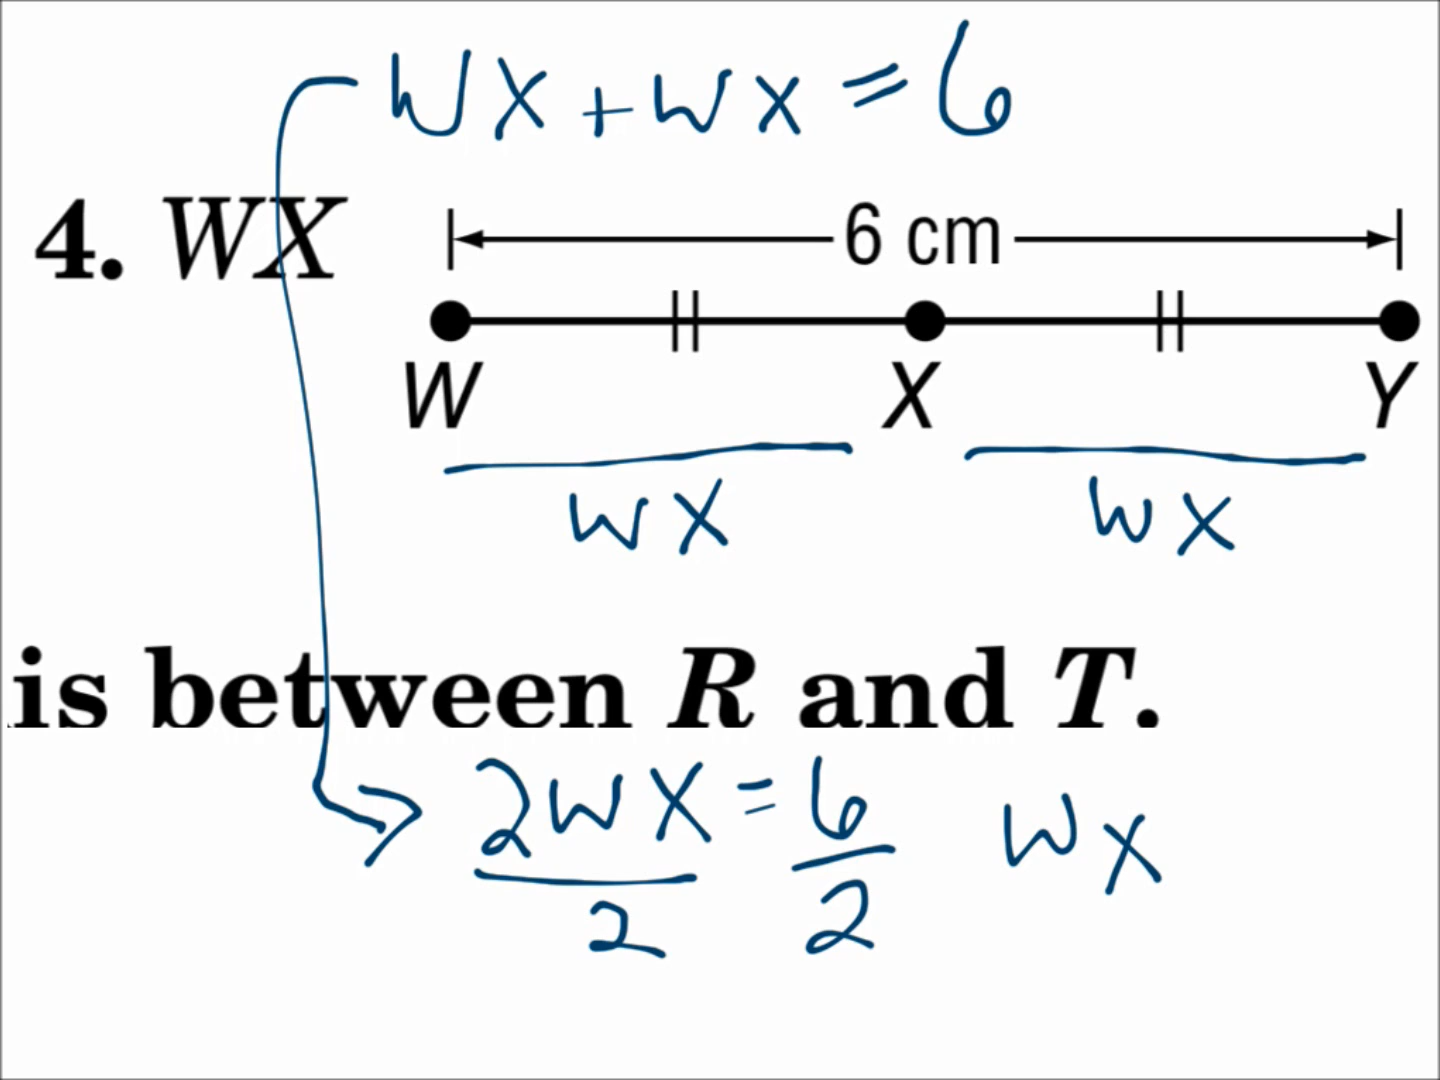 WX + WX = 6
4. WX
6 cm
W X Y
WX WX
is between R and T.
2WX = 6 WX
2 2